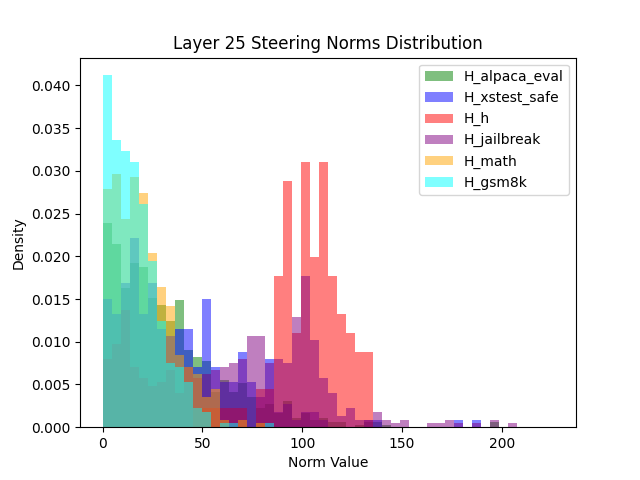 Layer 25 Steering Norms Distribution
H_alpaca_eval
H_xstest_safe
H_h
H_jailbreak
H_math
H_gsm8k
0.040
0.035
0.030
0.025
0.020
0.015
0.010
0.005
0.000
Density
0 50 100 150 200
Norm Value